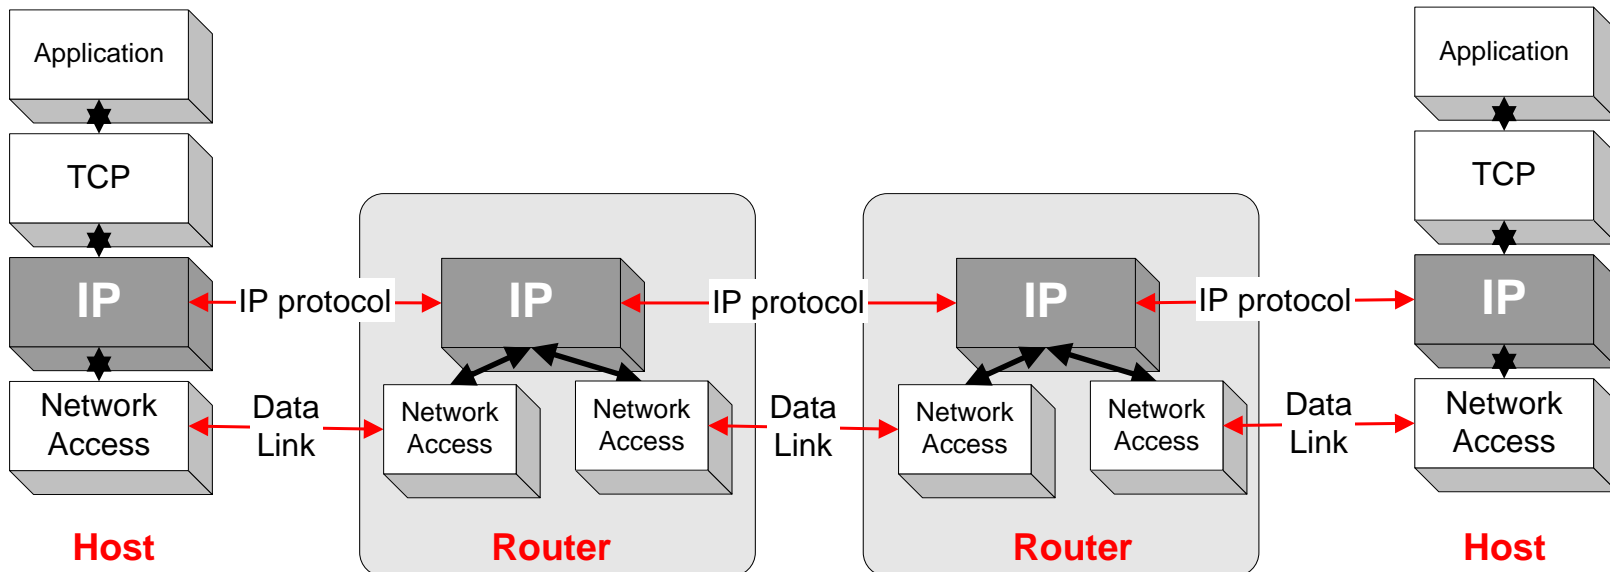 Application
TCP
IP
Network
Access
Host
IP protocol
Data
Link
IP
Network
Access
Network
Access
Router
IP protocol
Data
Link
IP
Network
Access
Network
Access
Router
IP protocol
Data
Link
Application
TCP
IP
Network
Access
Host